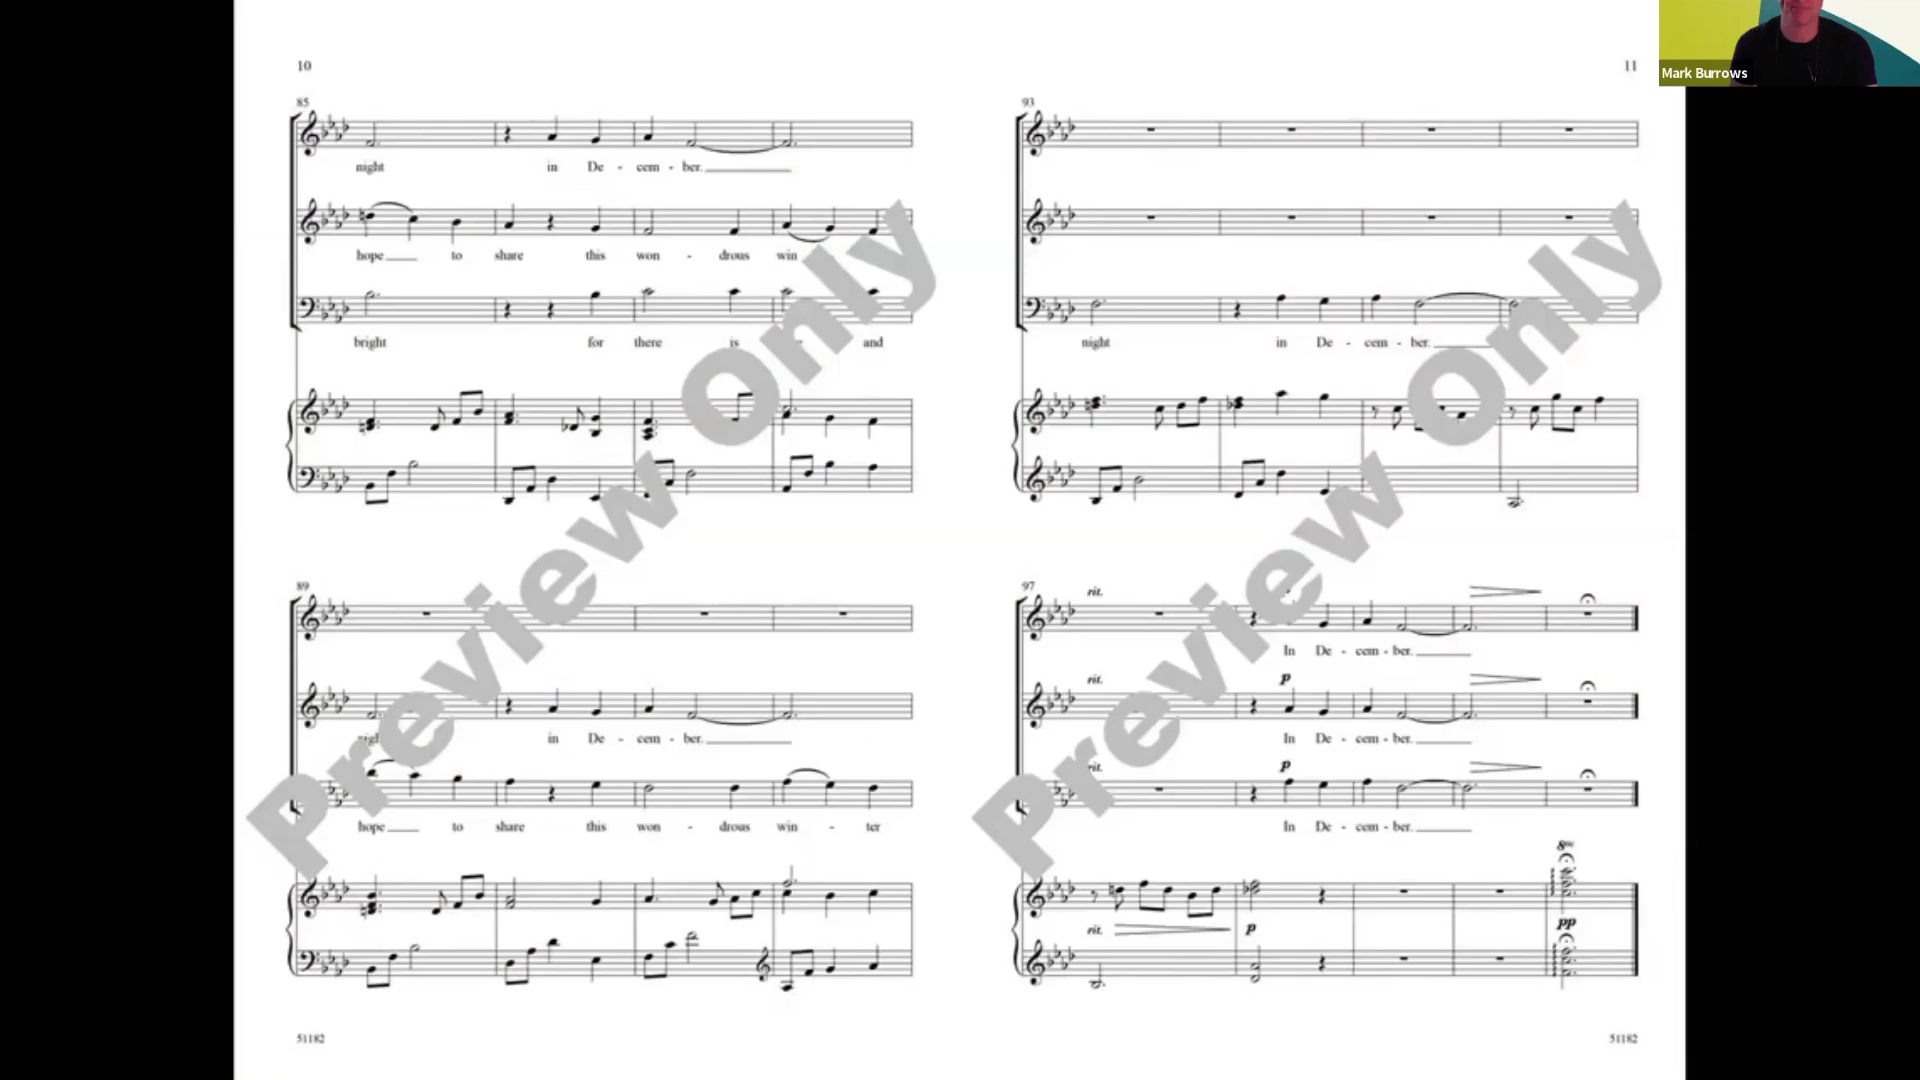 10
85
night in De - cem - ber.
hope to share this won - drous win
bright for there is and
89
in De - cem - ber.
hope to share this won - drous win - ter
51182
11
Mark Burrows
93
night in De - cem - ber.
97
rit.
In De - cem - ber.
rit. p
In De - cem - ber.
rit. p
In De - cem - ber.
8va
rit. p pp
51182
Preview Only
Preview Only